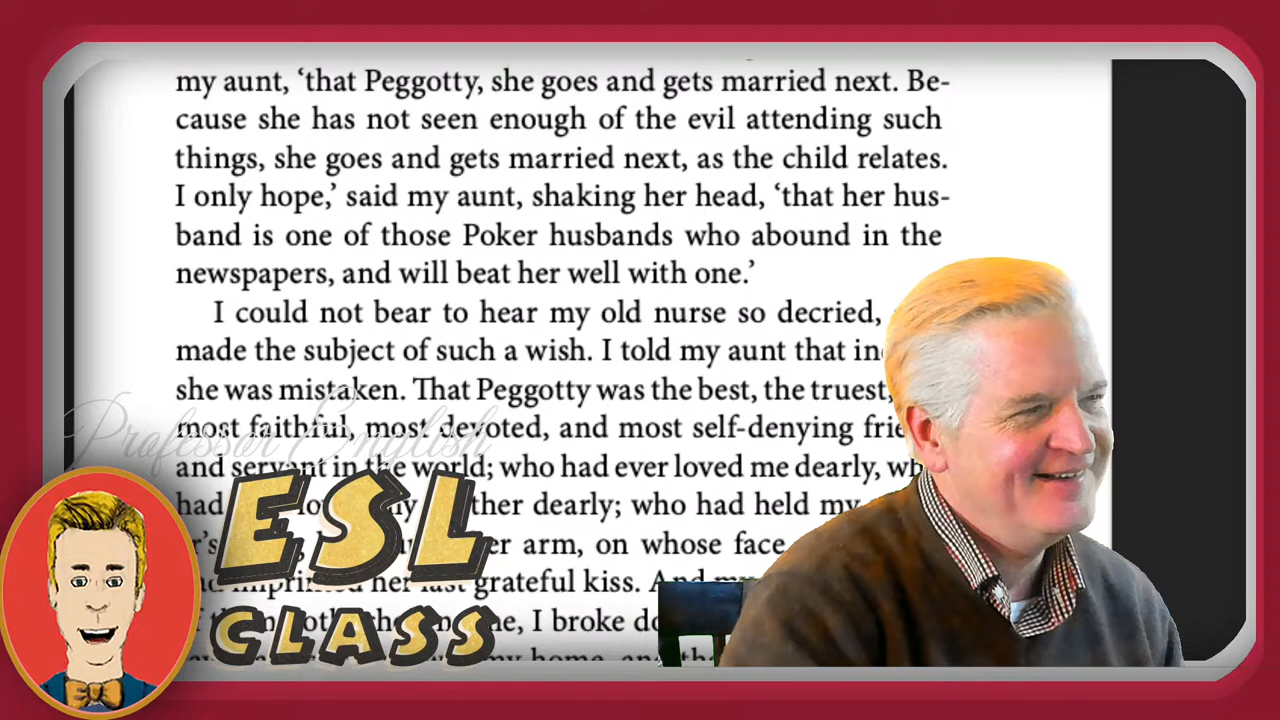 my aunt, ‘that Peggotty, she goes and gets married next. Be-
cause she has not seen enough of the evil attending such
things, she goes and gets married next, as the child relates.
I only hope,’ said my aunt, shaking her head, ‘that her hus-
band is one of those Poker husbands who abound in the
newspapers, and will beat her well with one.’
I could not bear to hear my old nurse so decried,
made the subject of such a wish. I told my aunt that
she was mistaken. That Peggotty was the best, the truest,
most faithful, most devoted, and most self-denying
and servant in the world; who had ever loved me dearly,
had dearly; who had held my
arm, on whose face
imprinted her last grateful kiss. And
I broke
my home, and
Professor English
ESL
CLASS